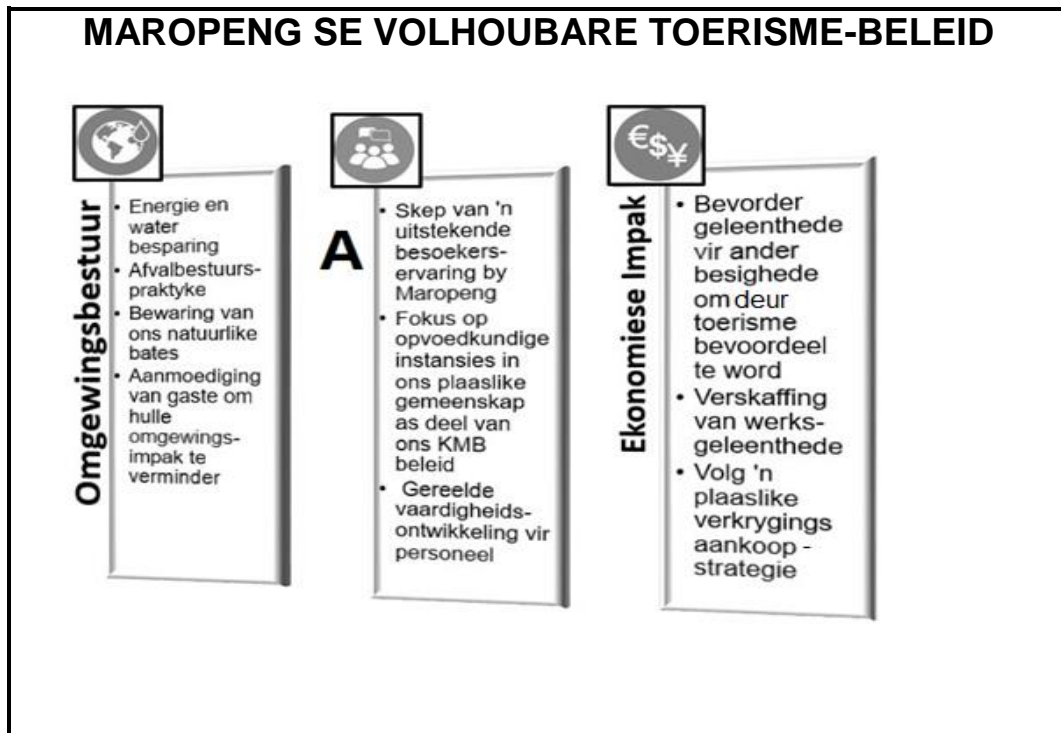 MAROPENG SE VOLHOUBARE TOERISME-BELEID
Omgewingsbestuur
• Energie en
water
besparing
• Afvalbestuurs-
praktyke
• Bewaring van
ons natuurlike
bates
• Aanmoediging
van gaste om
hulle
omgewings-
impak te
verminder
A
• Skep van 'n
uitstekende
besoekers-
ervaring by
Maropeng
• Fokus op
opvoedkundige
instansies in
ons plaaslike
gemeenskap
as deel van
ons KMB
beleid
• Gereelde
vaardigheids-
ontwikkeling vir
personeel
€$¥
Ekonomiese Impak
• Bevorder
geleenthede
vir ander
besighede
om deur
toerisme
bevoordeel
te word
• Verskaffing
van werks-
geleenthede
• Volg 'n
plaaslike
verkrygings
aankoop -
strategie